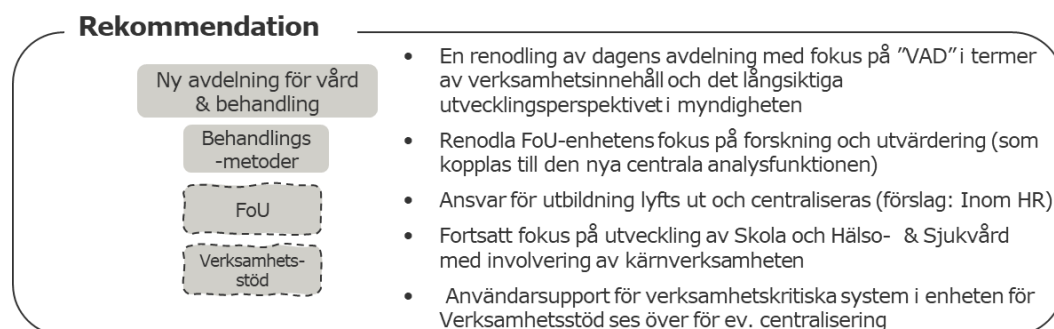 Rekommendation
Ny avdelning för vård
& behandling
Behandlings
-metoder
FoU
Verksamhets-
stöd
• En renodling av dagens avdelning med fokus på ”VAD” i termer
av verksamhetsinnehåll och det långsiktiga
utvecklingsperspektivet i myndigheten
• Renodla FoU-enhetens fokus på forskning och utvärdering (som
kopplas till den nya centrala analysfunktionen)
• Ansvar för utbildning lyfts ut och centraliseras (förslag: Inom HR)
• Fortsatt fokus på utveckling av Skola och Hälso- & Sjukvård
med involvering av kärnverksamheten
• Användarsupport för verksamhetskritiska system i enheten för
Verksamhetsstöd ses över för ev. centralisering